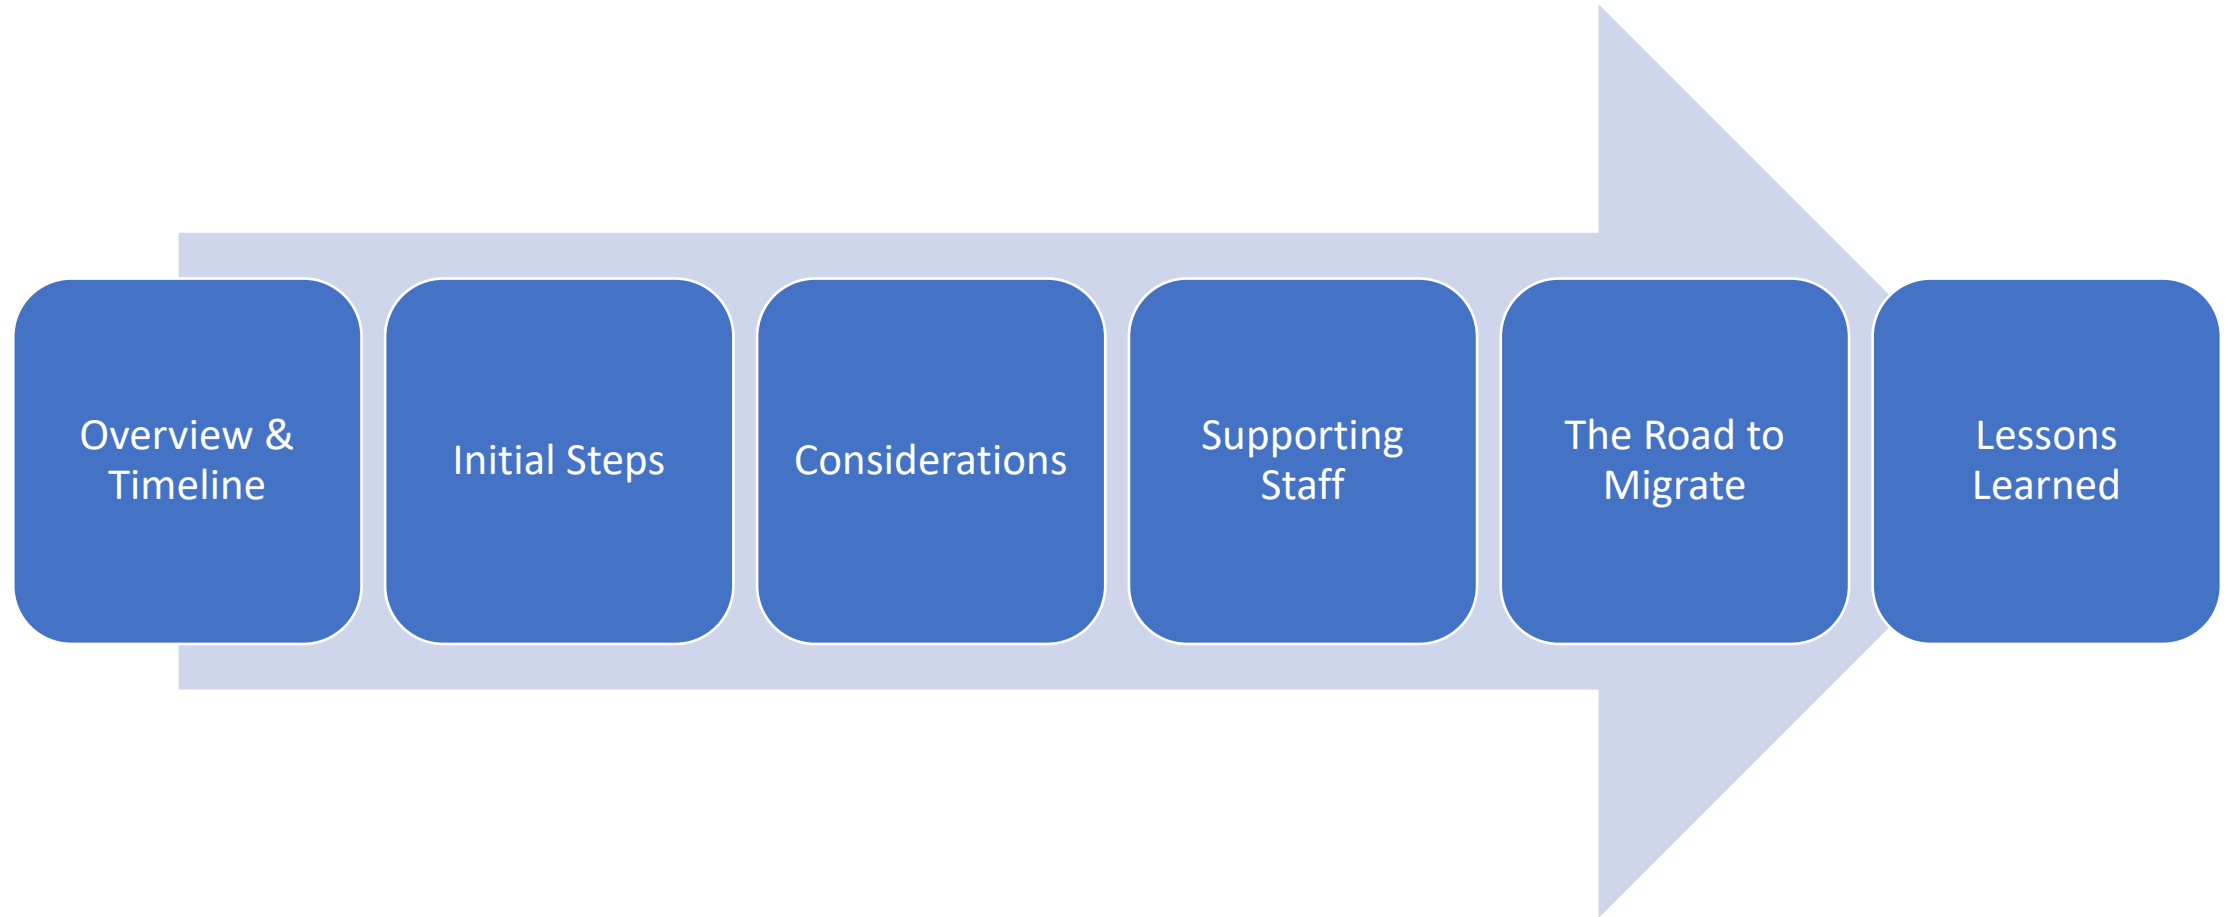 Overview &
Timeline
Initial Steps
Considerations
Supporting
Staff
The Road to
Migrate
Lessons
Learned